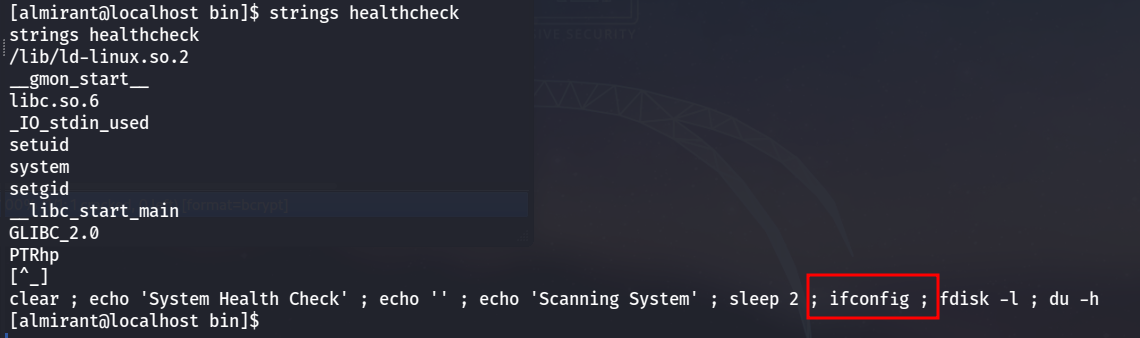 [almirant@localhost bin]$ strings healthcheck
strings healthcheck
/lib/ld-linux.so.2
__gmon_start__
libc.so.6
_IO_stdin_used
setuid
system
setgid
__libc_start_main
GLIBC_2.0
PTRhp
[^_]
clear ; echo 'System Health Check' ; echo '' ; echo 'Scanning System' ; sleep 2 ; ifconfig ; fdisk -l ; du -h
[almirant@localhost bin]$